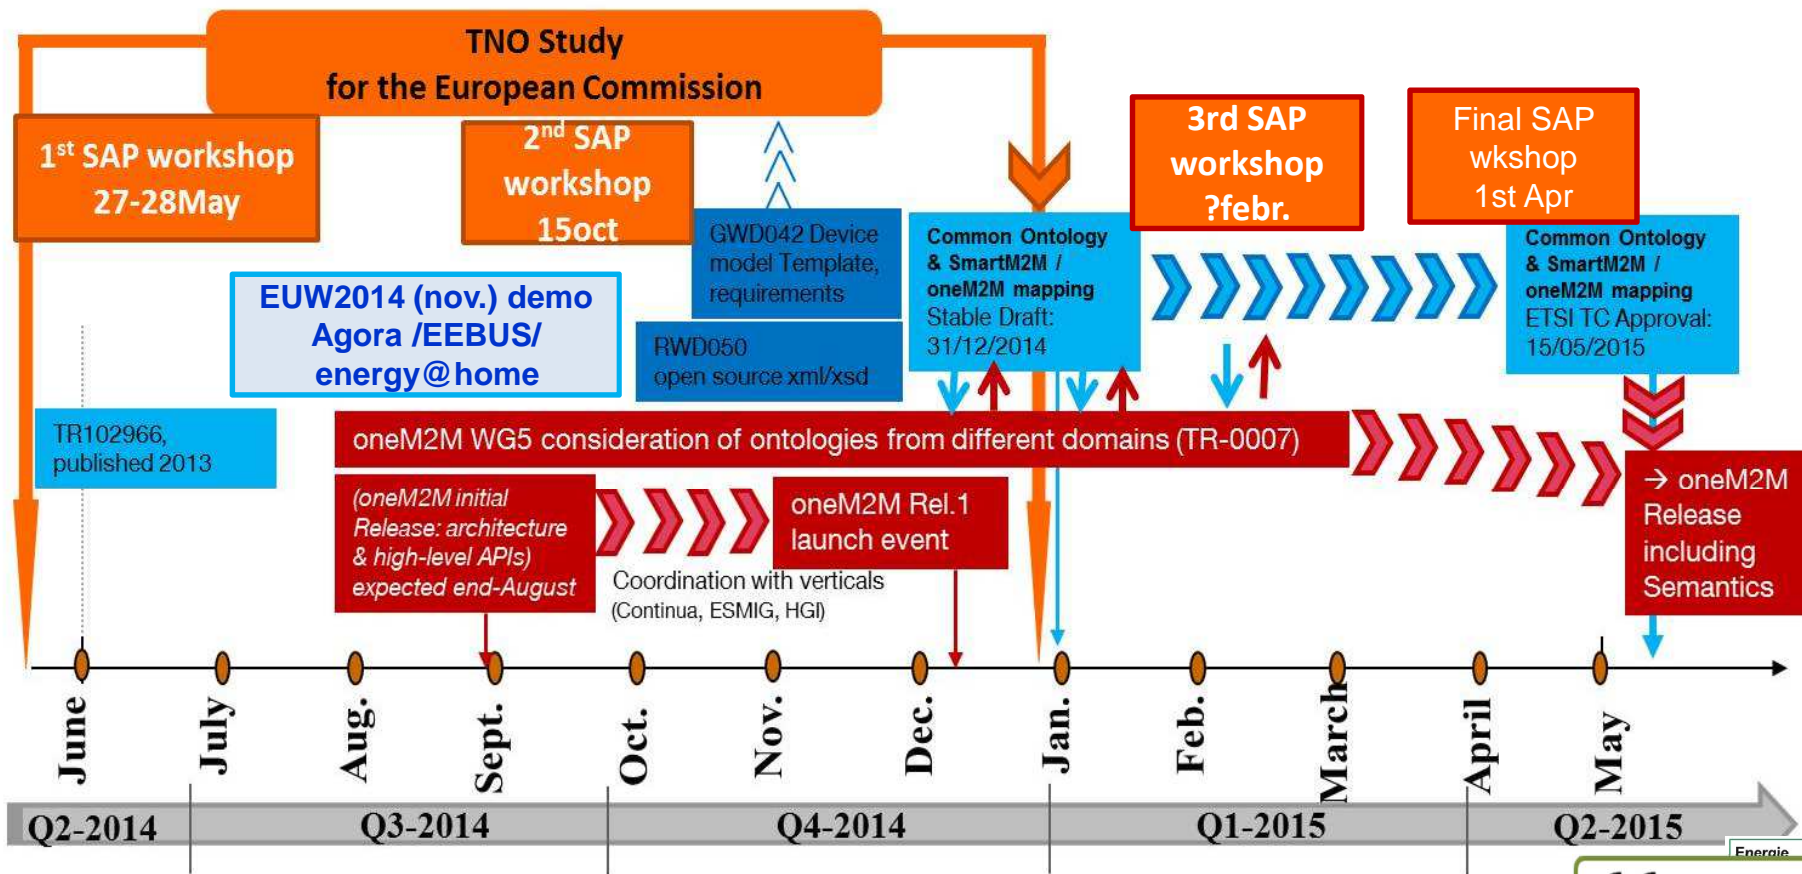 TNO Study
for the European Commission
1st SAP workshop
27-28May
2nd SAP
workshop
15oct
3rd SAP
workshop
?febr.
Final SAP
wkshop
1st Apr
GWD042 Device
model Template,
requirements
Common Ontology
& SmartM2M /
oneM2M mapping
Stable Draft:
31/12/2014
Common Ontology
& SmartM2M /
oneM2M mapping
ETSI TC Approval:
15/05/2015
EUW2014 (nov.) demo
Agora /EEBUS/
energy@home
RWD050
open source xml/xsd
TR102966,
published 2013
oneM2M WG5 consideration of ontologies from different domains (TR-0007)
(oneM2M initial
Release: architecture
& high-level APIs)
expected end-August
oneM2M Rel.1
launch event
→ oneM2M
Release
including
Semantics
Coordination with verticals
(Continua, ESMIG, HGI)
June
July
Aug.
Sept.
Oct.
Nov.
Dec.
Jan.
Feb.
March
April
May
Q2-2014
Q3-2014
Q4-2014
Q1-2015
Q2-2015
Energie